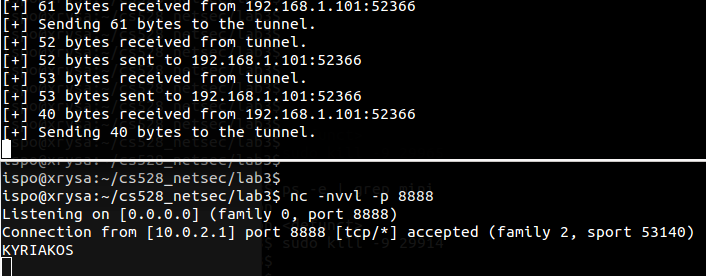 [+] 61 bytes received from 192.168.1.101:52366
[+] Sending 61 bytes to the tunnel.
[+] 52 bytes received from tunnel.
[+] 52 bytes sent to 192.168.1.101:52366
[+] 53 bytes received from tunnel.
[+] 53 bytes sent to 192.168.1.101:52366
[+] 40 bytes received from 192.168.1.101:52366
[+] Sending 40 bytes to the tunnel.
ispo@xrysa:~/cs528_netsec/lab3$
ispo@xrysa:~/cs528_netsec/lab3$
ispo@xrysa:~/cs528_netsec/lab3$ nc -nvvl -p 8888
Listening on [0.0.0.0] (family 0, port 8888)
Connection from [10.0.2.1] port 8888 [tcp/*] accepted (family 2, sport 53140)
$ sudo kill -9 29914
KYRIAKOS
$